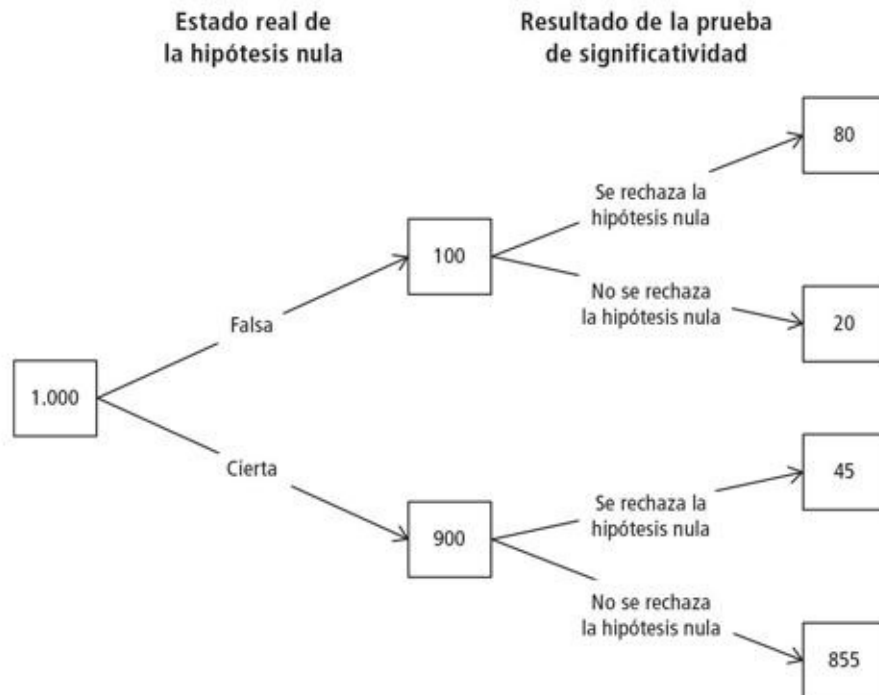 Estado real de
la hipótesis nula
Resultado de la prueba
de significatividad
80
Se rechaza la
hipótesis nula
100
No se rechaza
la hipótesis nula
20
Falsa
1.000
Cierta
45
Se rechaza la
hipótesis nula
900
No se rechaza
la hipótesis nula
855